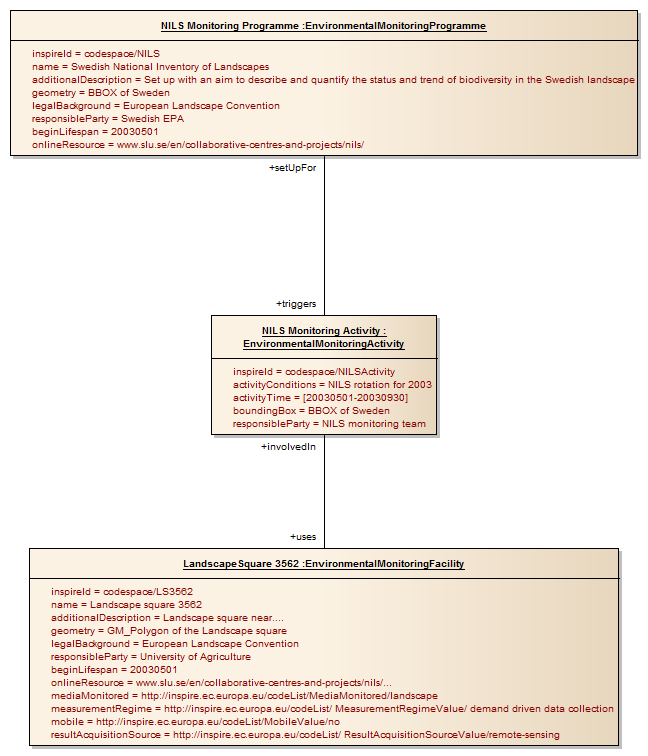 NILS Monitoring Programme :EnvironmentalMonitoringProgramme
inspireId = codespace/NILS
name = Swedish National Inventory of Landscapes
additionalDescription = Set up with an aim to describe and quantify the status and trend of biodiversity in the Swedish landscape
geometry = BBOX of Sweden
legalBackground = European Landscape Convention
responsibleParty = Swedish EPA
beginLifespan = 20030501
onlineResource = www.slu.se/en/collaborative-centres-and-projects/nils/
+setUpFor
+triggers
NILS Monitoring Activity :
EnvironmentalMonitoringActivity
inspireId = codespace/NILSActivity
activityConditions = NILS rotation for 2003
activityTime = [20030501-20030930]
boundingBox = BBOX of Sweden
responsibleParty = NILS monitoring team
+involvedIn
+uses
LandscapeSquare 3562 :EnvironmentalMonitoringFacility
inspireId = codespace/LS3562
name = Landscape square 3562
additionalDescription = Landscape square near....
geometry = GM_Polygon of the Landscape square
legalBackground = European Landscape Convention
responsibleParty = University of Agriculture
beginLifespan = 20030501
onlineResource = www.slu.se/en/collaborative-centres-and-projects/nils/...
mediaMonitored = http://inspire.ec.europa.eu/codeList/MediaMonitored/landscape
measurementRegime = http://inspire.ec.europa.eu/codeList/ MeasurementRegimeValue/ demand driven data collection
mobile = http://inspire.ec.europa.eu/codeList/MobileValue/no
resultAcquisitionSource = http://inspire.ec.europa.eu/codeList/ ResultAcquisitionSourceValue/remote-sensing